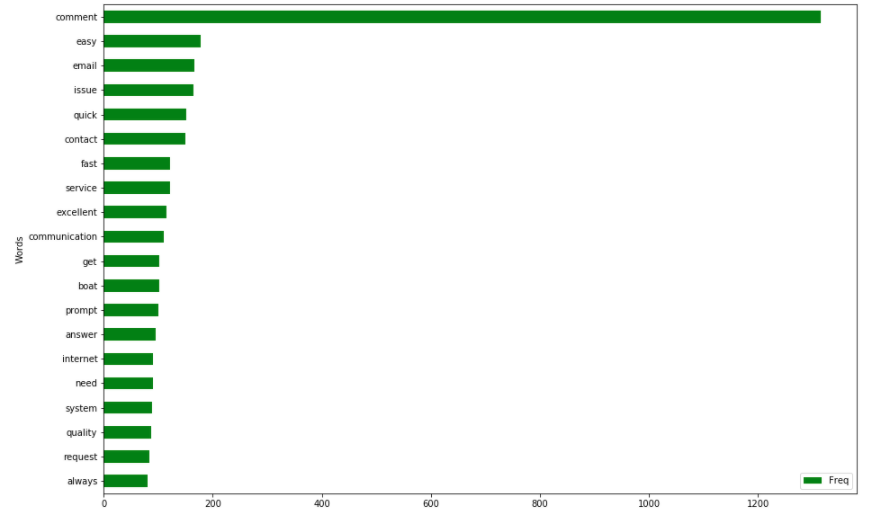 comment
easy
email
issue
quick
contact
fast
service
excellent
communication
get
boat
prompt
answer
internet
need
system
quality
request
always
Words
0 200 400 600 800 1000 1200
Freq